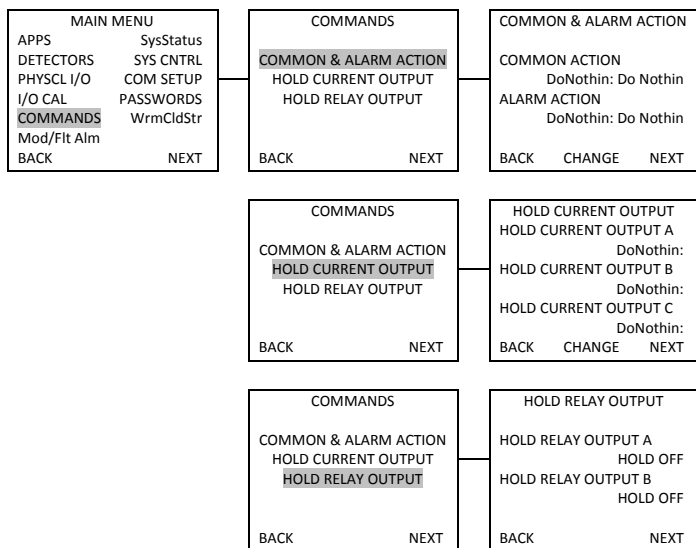 MAIN MENU
APPS SysStatus
DETECTORS SYS CNTRL
PHYSCL I/O COM SETUP
I/O CAL PASSWORDS
COMMANDS WrmCldStr
Mod/Flt Alm
BACK NEXT
COMMANDS
COMMON & ALARM ACTION
HOLD CURRENT OUTPUT
HOLD RELAY OUTPUT
BACK NEXT
COMMON & ALARM ACTION
COMMON ACTION
DoNothin: Do Nothin
ALARM ACTION
DoNothin: Do Nothin
BACK CHANGE NEXT
COMMANDS
COMMON & ALARM ACTION
HOLD CURRENT OUTPUT
HOLD RELAY OUTPUT
BACK NEXT
HOLD CURRENT OUTPUT
HOLD CURRENT OUTPUT A
DoNothin:
HOLD CURRENT OUTPUT B
DoNothin:
HOLD CURRENT OUTPUT C
DoNothin:
BACK CHANGE NEXT
COMMANDS
COMMON & ALARM ACTION
HOLD CURRENT OUTPUT
HOLD RELAY OUTPUT
BACK NEXT
HOLD RELAY OUTPUT
HOLD RELAY OUTPUT A
HOLD OFF
HOLD RELAY OUTPUT B
HOLD OFF
BACK NEXT